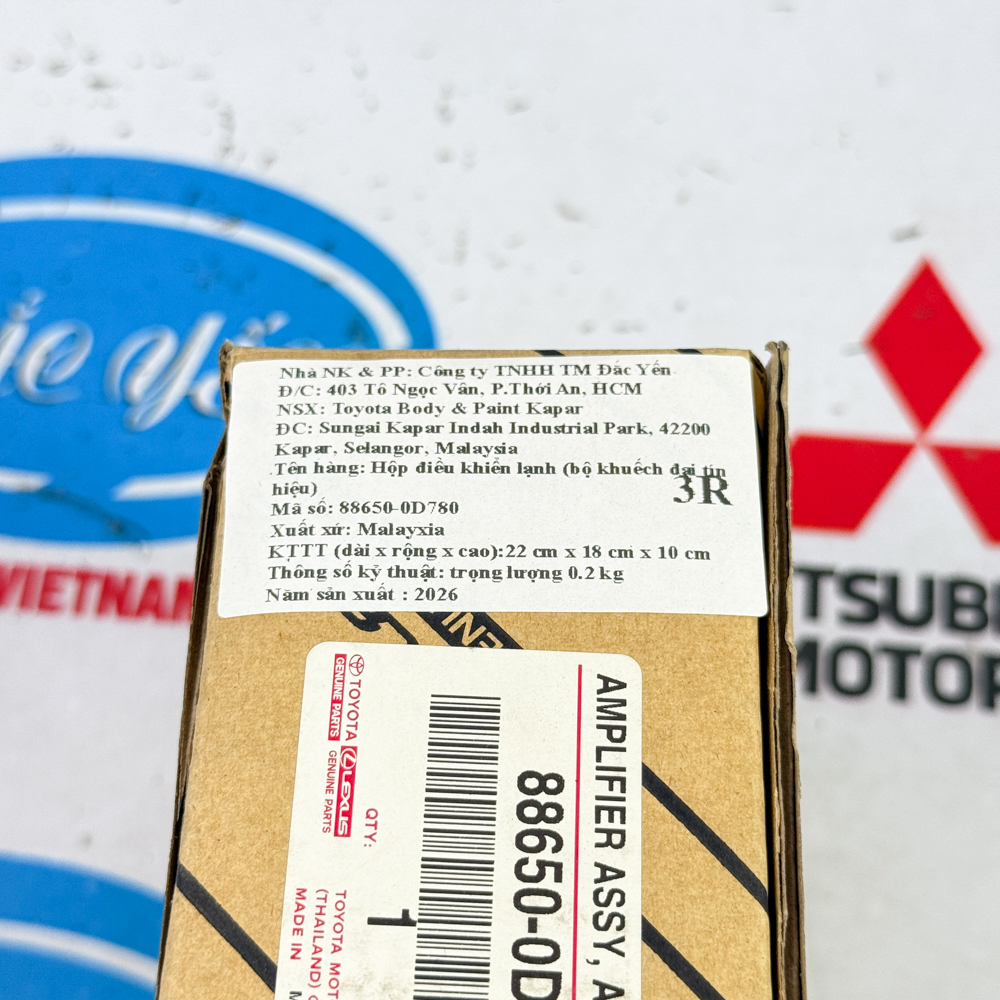 Nhà NK & PP: Công ty TNHH TM Đắc Yến
Đ/C: 403 Tô Ngọc Vân, P.Thới An, HCM
NSX: Toyota Body & Paint Kapar
ĐC: Sungai Kapar Indah Industrial Park, 42200
Kapar, Selangor, Malaysia
Tên hàng: Hộp điều khiển lạnh (bộ khuếch đại tín
hiệu)
3R
Mã số: 88650-0D780
Xuất xứ: Malayxia
KTTT (dài x rộng x cao):22 cm x 18 cm x 10 cm
Thông số kỹ thuật: trọng lượng 0.2 kg
Năm sản xuất : 2026
AMPLIFIER ASSY, A
88650-0D
TOYOTA
GENUINE PARTS
LEXUS
GENUINE PARTS
QTY:
1
TOYOTA MOT
(THAILAND) C
MADE IN
VIETNAM
TSUB
MOTOR